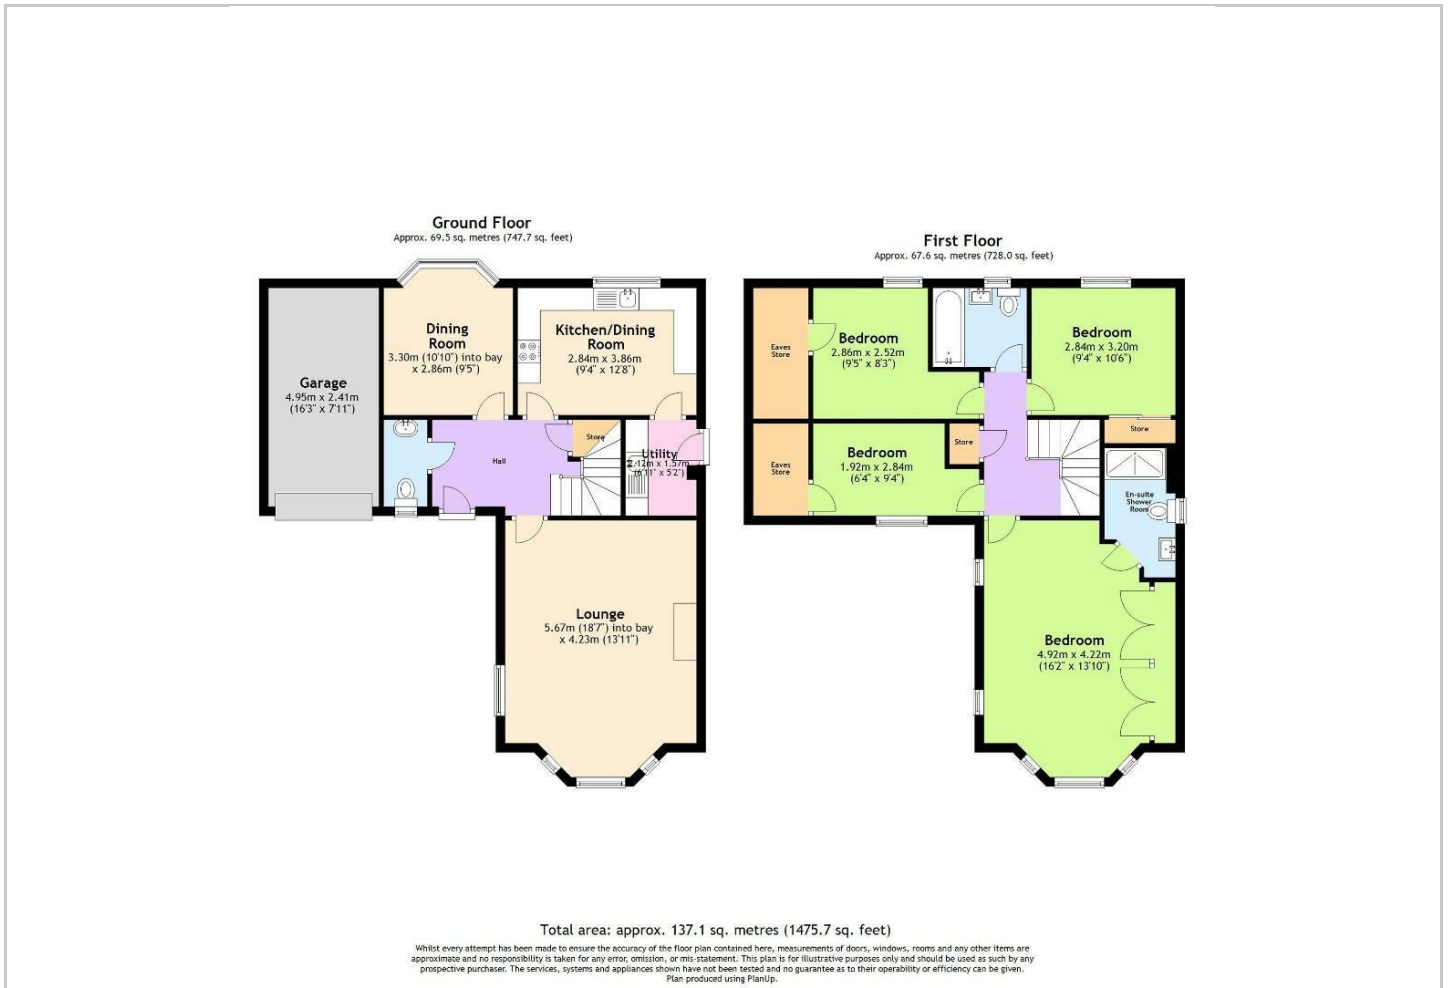 Ground Floor
Approx. 69.5 sq. metres (747.7 sq. feet)
Dining
Room
3.30m (10'10") into bay
x 2.86m (9'5")
Kitchen/Dining
Room
2.84m x 3.86m
(9'4" x 12'8")
Garage
4.95m x 2.41m
(16'3" x 7'11")
Store
Hall
Utility
2.12m x 1.57m
(6'11" x 5'2")
Lounge
5.67m (18'7") into bay
x 4.23m (13'11")
First Floor
Approx. 67.6 sq. metres (728.0 sq. feet)
Eaves
Store
Bedroom
2.86m x 2.52m
(9'5" x 8'3")
Bedroom
2.84m x 3.20m
(9'4" x 10'6")
Store
Eaves
Store
Bedroom
1.92m x 2.84m
(6'4" x 9'4")
Store
En-suite
Shower
Room
Bedroom
4.92m x 4.22m
(16'2" x 13'10")
Total area: approx. 137.1 sq. metres (1475.7 sq. feet)
Whilst every attempt has been made to ensure the accuracy of the floor plan contained here, measurements of doors, windows, rooms and any other items are
approximate and no responsibility is taken for any error, omission, or mis-statement. This plan is for illustrative purposes only and should be used as such by any
prospective purchaser. The services, systems and appliances shown have not been tested and no guarantee as to their operability or efficiency can be given.
Plan produced using PlanUp.